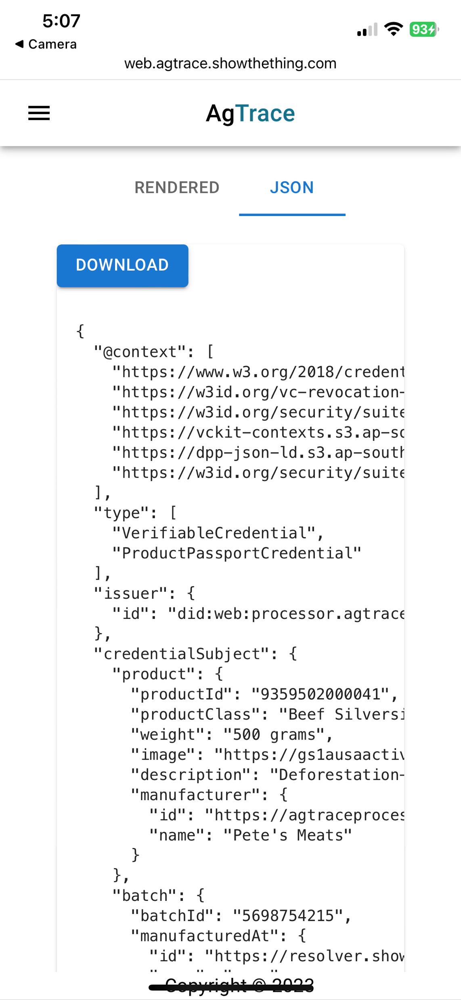 5:07
93
◀ Camera
web.agtrace.showthething.com
AgTrace
RENDERED JSON
DOWNLOAD
{
"@context": [
"https://www.w3.org/2018/credent
"https://w3id.org/vc-revocation-
"https://w3id.org/security/suite
"https://vckit-contexts.s3.ap-so
"https://dpp-json-ld.s3.ap-south
"https://w3id.org/security/suite
],
"type": [
"VerifiableCredential",
"ProductPassportCredential"
],
"issuer": {
"id": "did:web:processor.agtrace
},
"credentialSubject": {
"product": {
"productId": "9359502000041",
"productClass": "Beef Silversi
"weight": "500 grams",
"image": "https://gs1ausaactiv
"description": "Deforestation-
"manufacturer": {
"id": "https://agtraceproces
"name": "Pete's Meats"
}
},
"batch": {
"batchId": "5698754215",
"manufacturedAt": {
"id": "https://resolver.show
Copyright © 2023